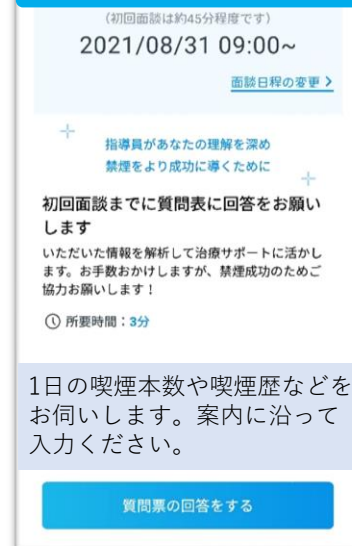 （初回面談は約45分程度です）
2021/08/31 09:00~
面談日程の変更 >
指導員があなたの理解を深め
禁煙をより成功に導くために
初回面談までに質問表に回答をお願い
します
いただいた情報を解析して治療サポートに活かし
ます。お手数おかけしますが、禁煙成功のためご
協力お願いします！
所要時間：3分
1日の喫煙本数や喫煙歴などを
お伺いします。案内に沿って
入力ください。
質問票の回答をする